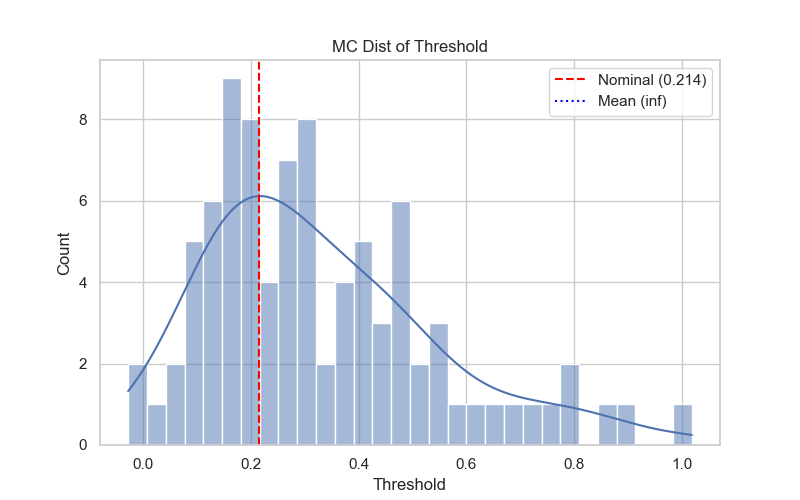 MC Dist of Threshold
Nominal (0.214)
Mean (inf)
8
6
4
2
0
Count
0.0 0.2 0.4 0.6 0.8 1.0
Threshold